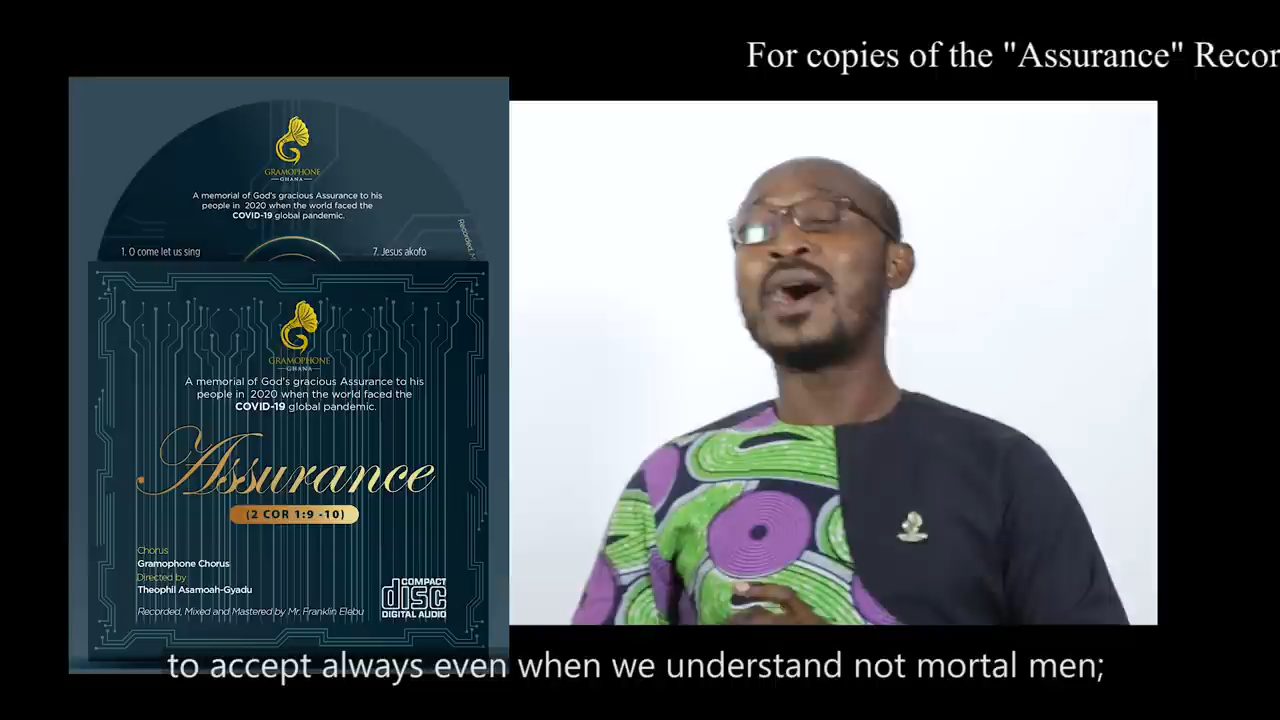 For copies of the "Assurance" Recor
GRAMOPHONE
GHANA
A memorial of God's gracious Assurance to his
people in 2020 when the world faced the
COVID-19 global pandemic.
1. O come let us sing
7. Jesus akofo
GRAMOPHONE
GHANA
A memorial of God's gracious Assurance to his
people in 2020 when the world faced the
COVID-19 global pandemic.
Assurance
(2 COR 1:9 -10)
Chorus
Gramophone Chorus
Directed by
Theophil Asamoah-Gyadu
Recorded, Mixed and Mastered by Mr. Franklin Elebu
COMPACT
disc
DIGITAL AUDIO
to accept always even when we understand not mortal men;